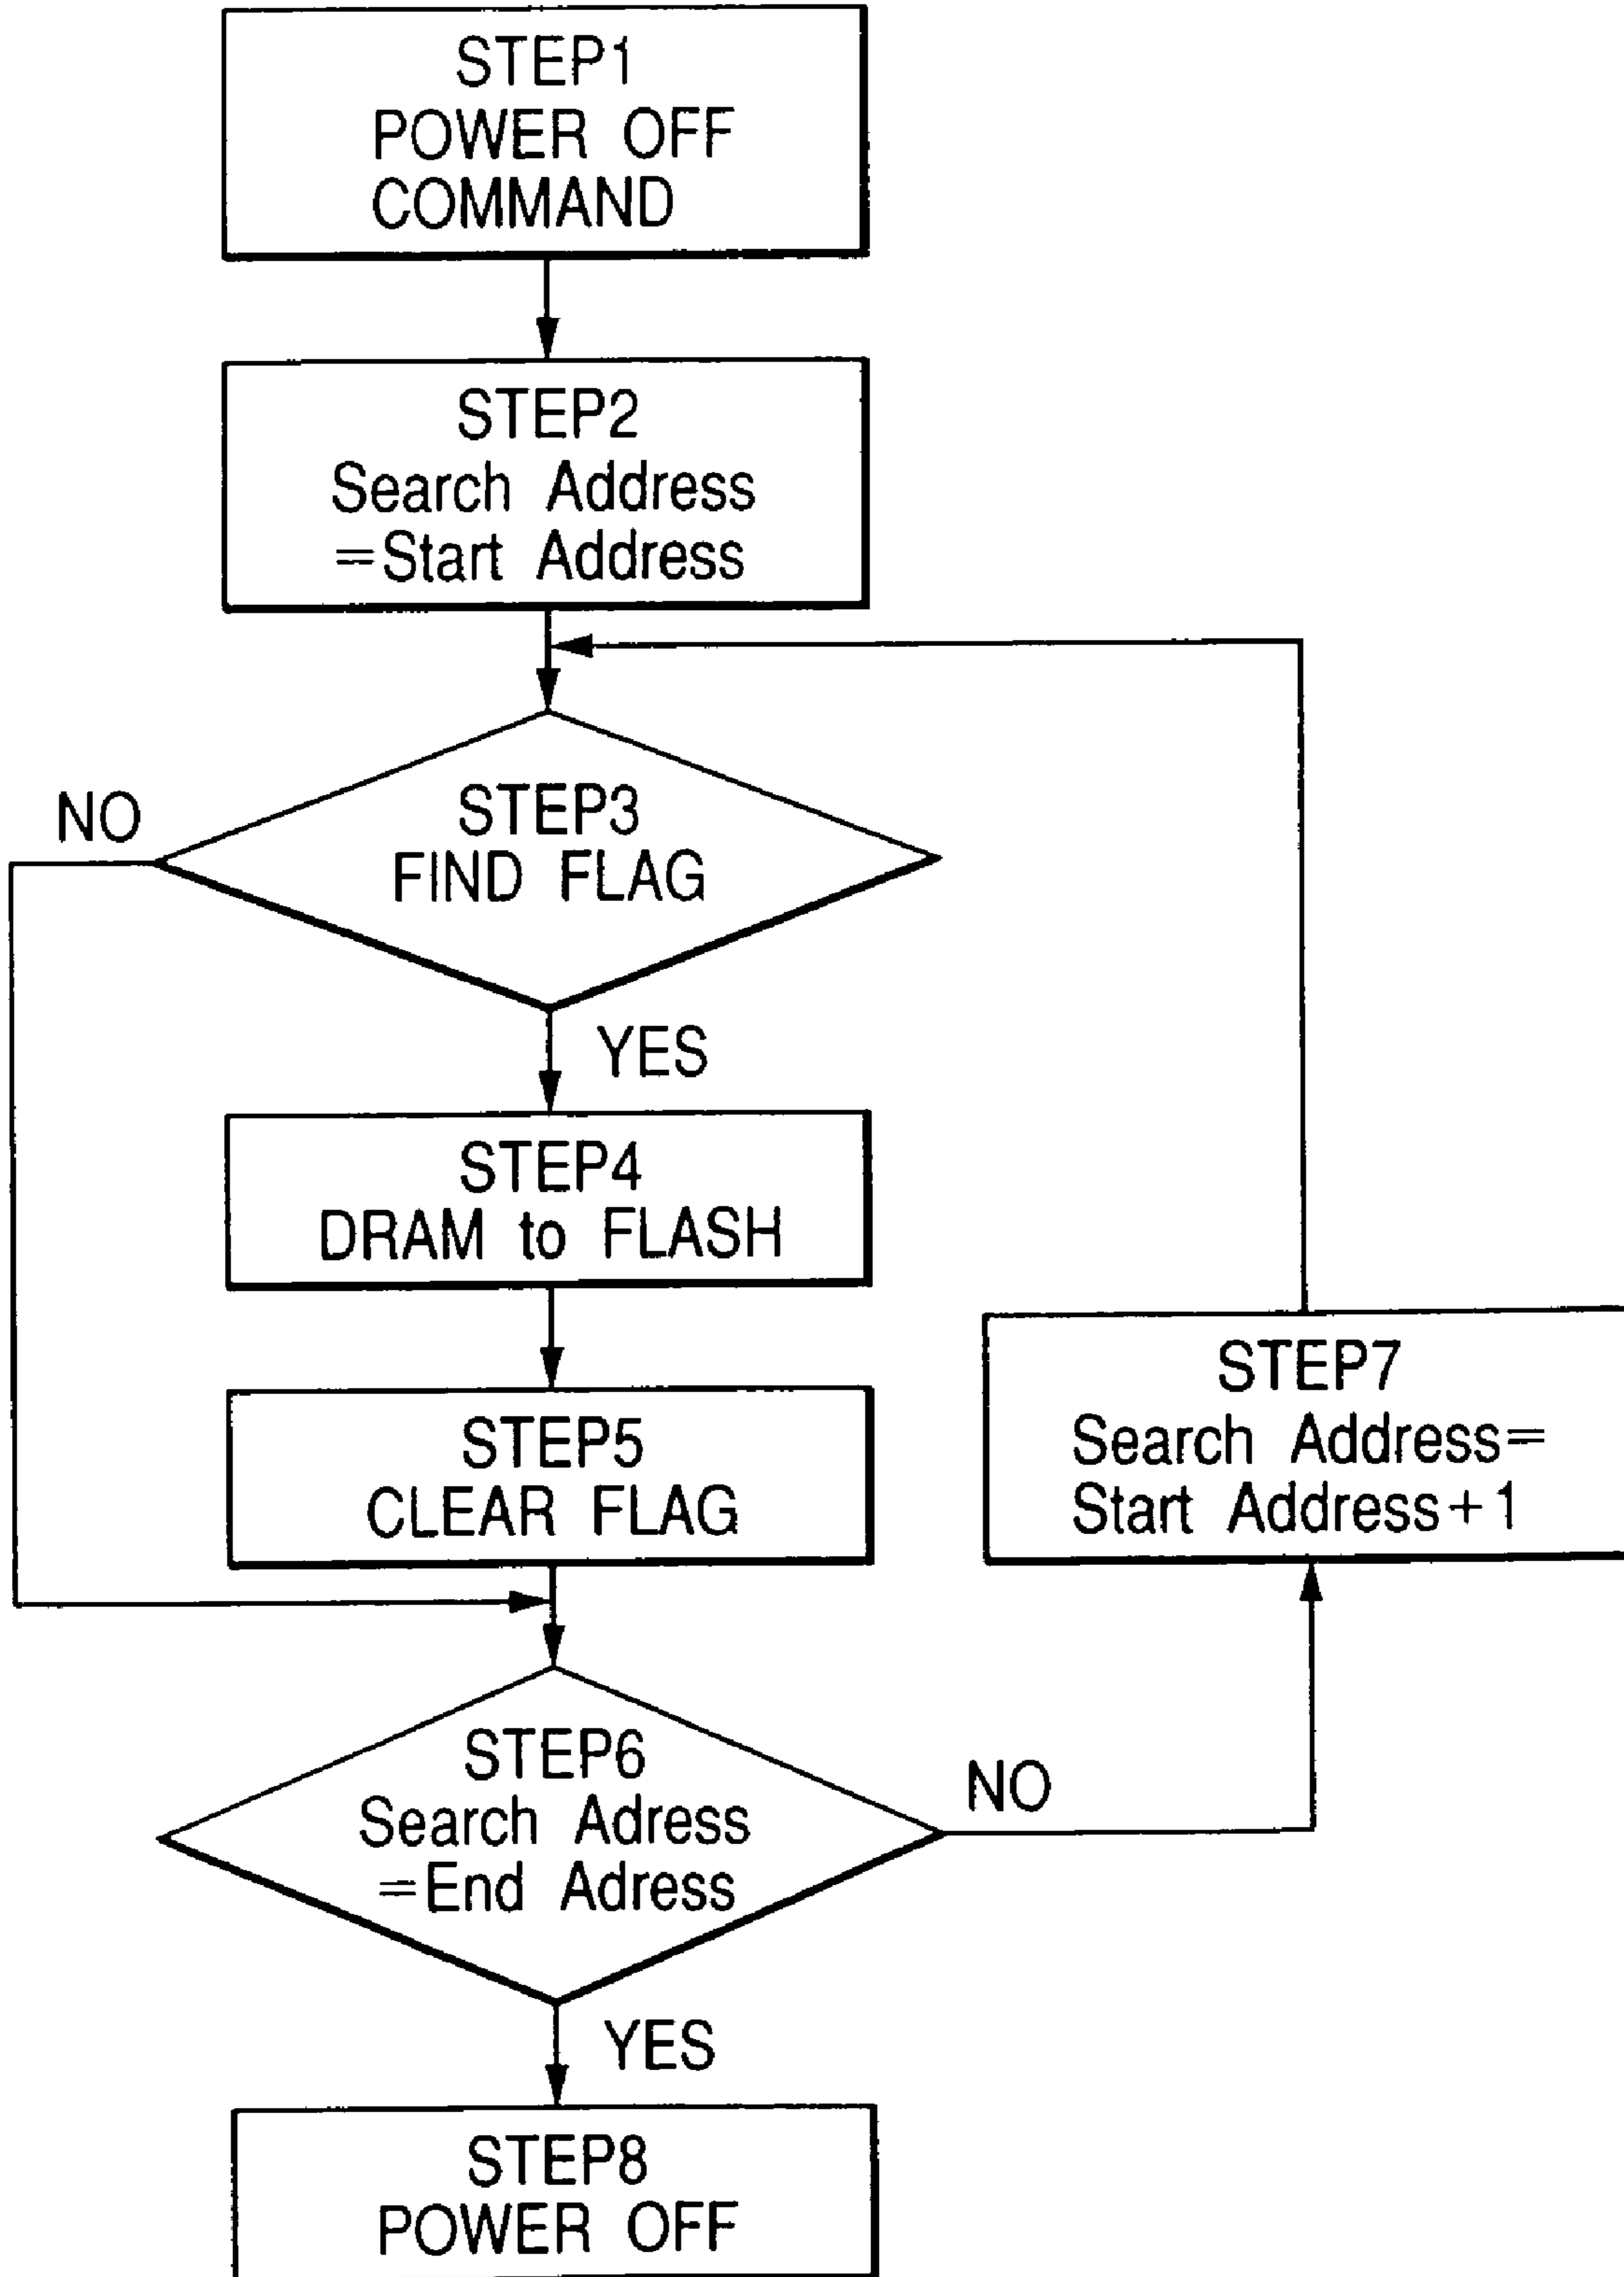 STEP1
POWER OFF
COMMAND
STEP2
Search Address
=Start Address
STEP3
FIND FLAG
NO
YES
STEP4
DRAM to FLASH
STEP5
CLEAR FLAG
STEP7
Search Address=
Start Address+1
STEP6
Search Adress
=End Adress
NO
YES
STEP8
POWER OFF